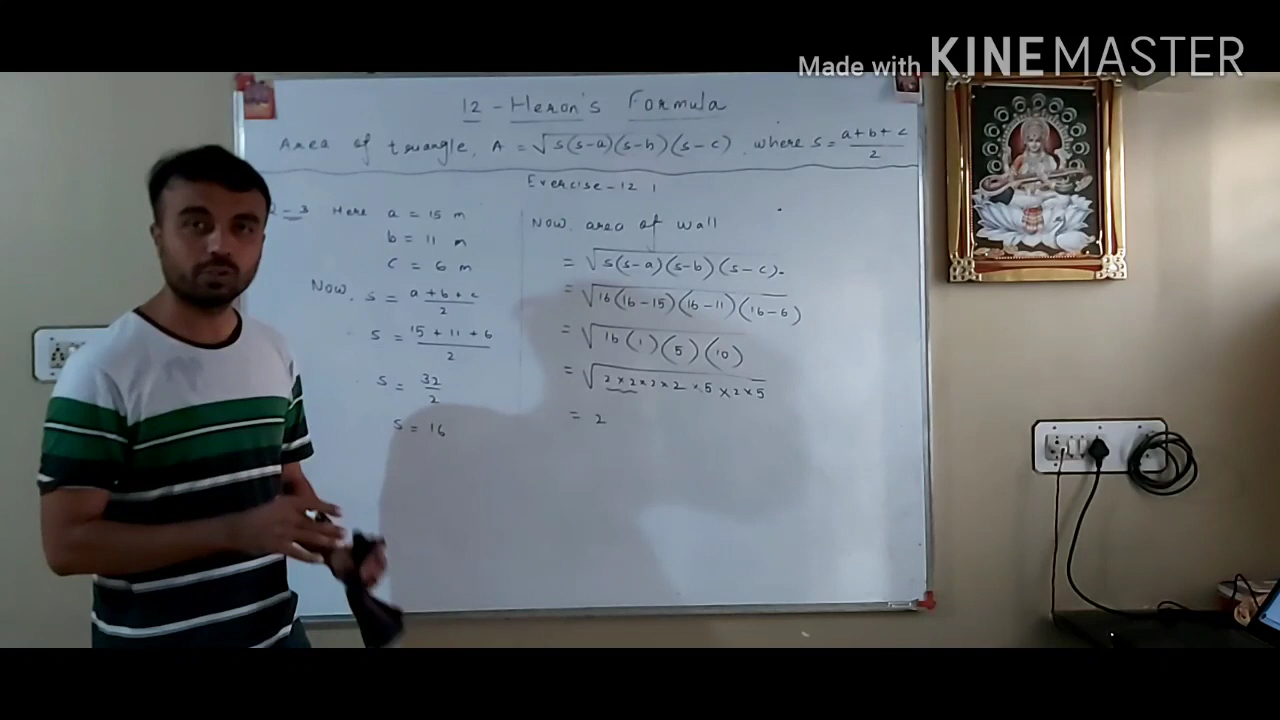 Made with KINEMASTER
12 - Heron's Formula
Area of triangle, A = √s(s-a)(s-b)(s-c), where s = a+b+c/2
Exercise - 12.1
- 3 Here a = 15 m
b = 11 m
c = 6 m
Now, s = a+b+c/2
s = 15+11+6/2
s = 32/2
s = 16
Now, area of wall
= √s(s-a)(s-b)(s-c).
= √16(16-15)(16-11)(16-6)
= √16(1)(5)(10)
= √2×2×2×2×5×2×5
= 2